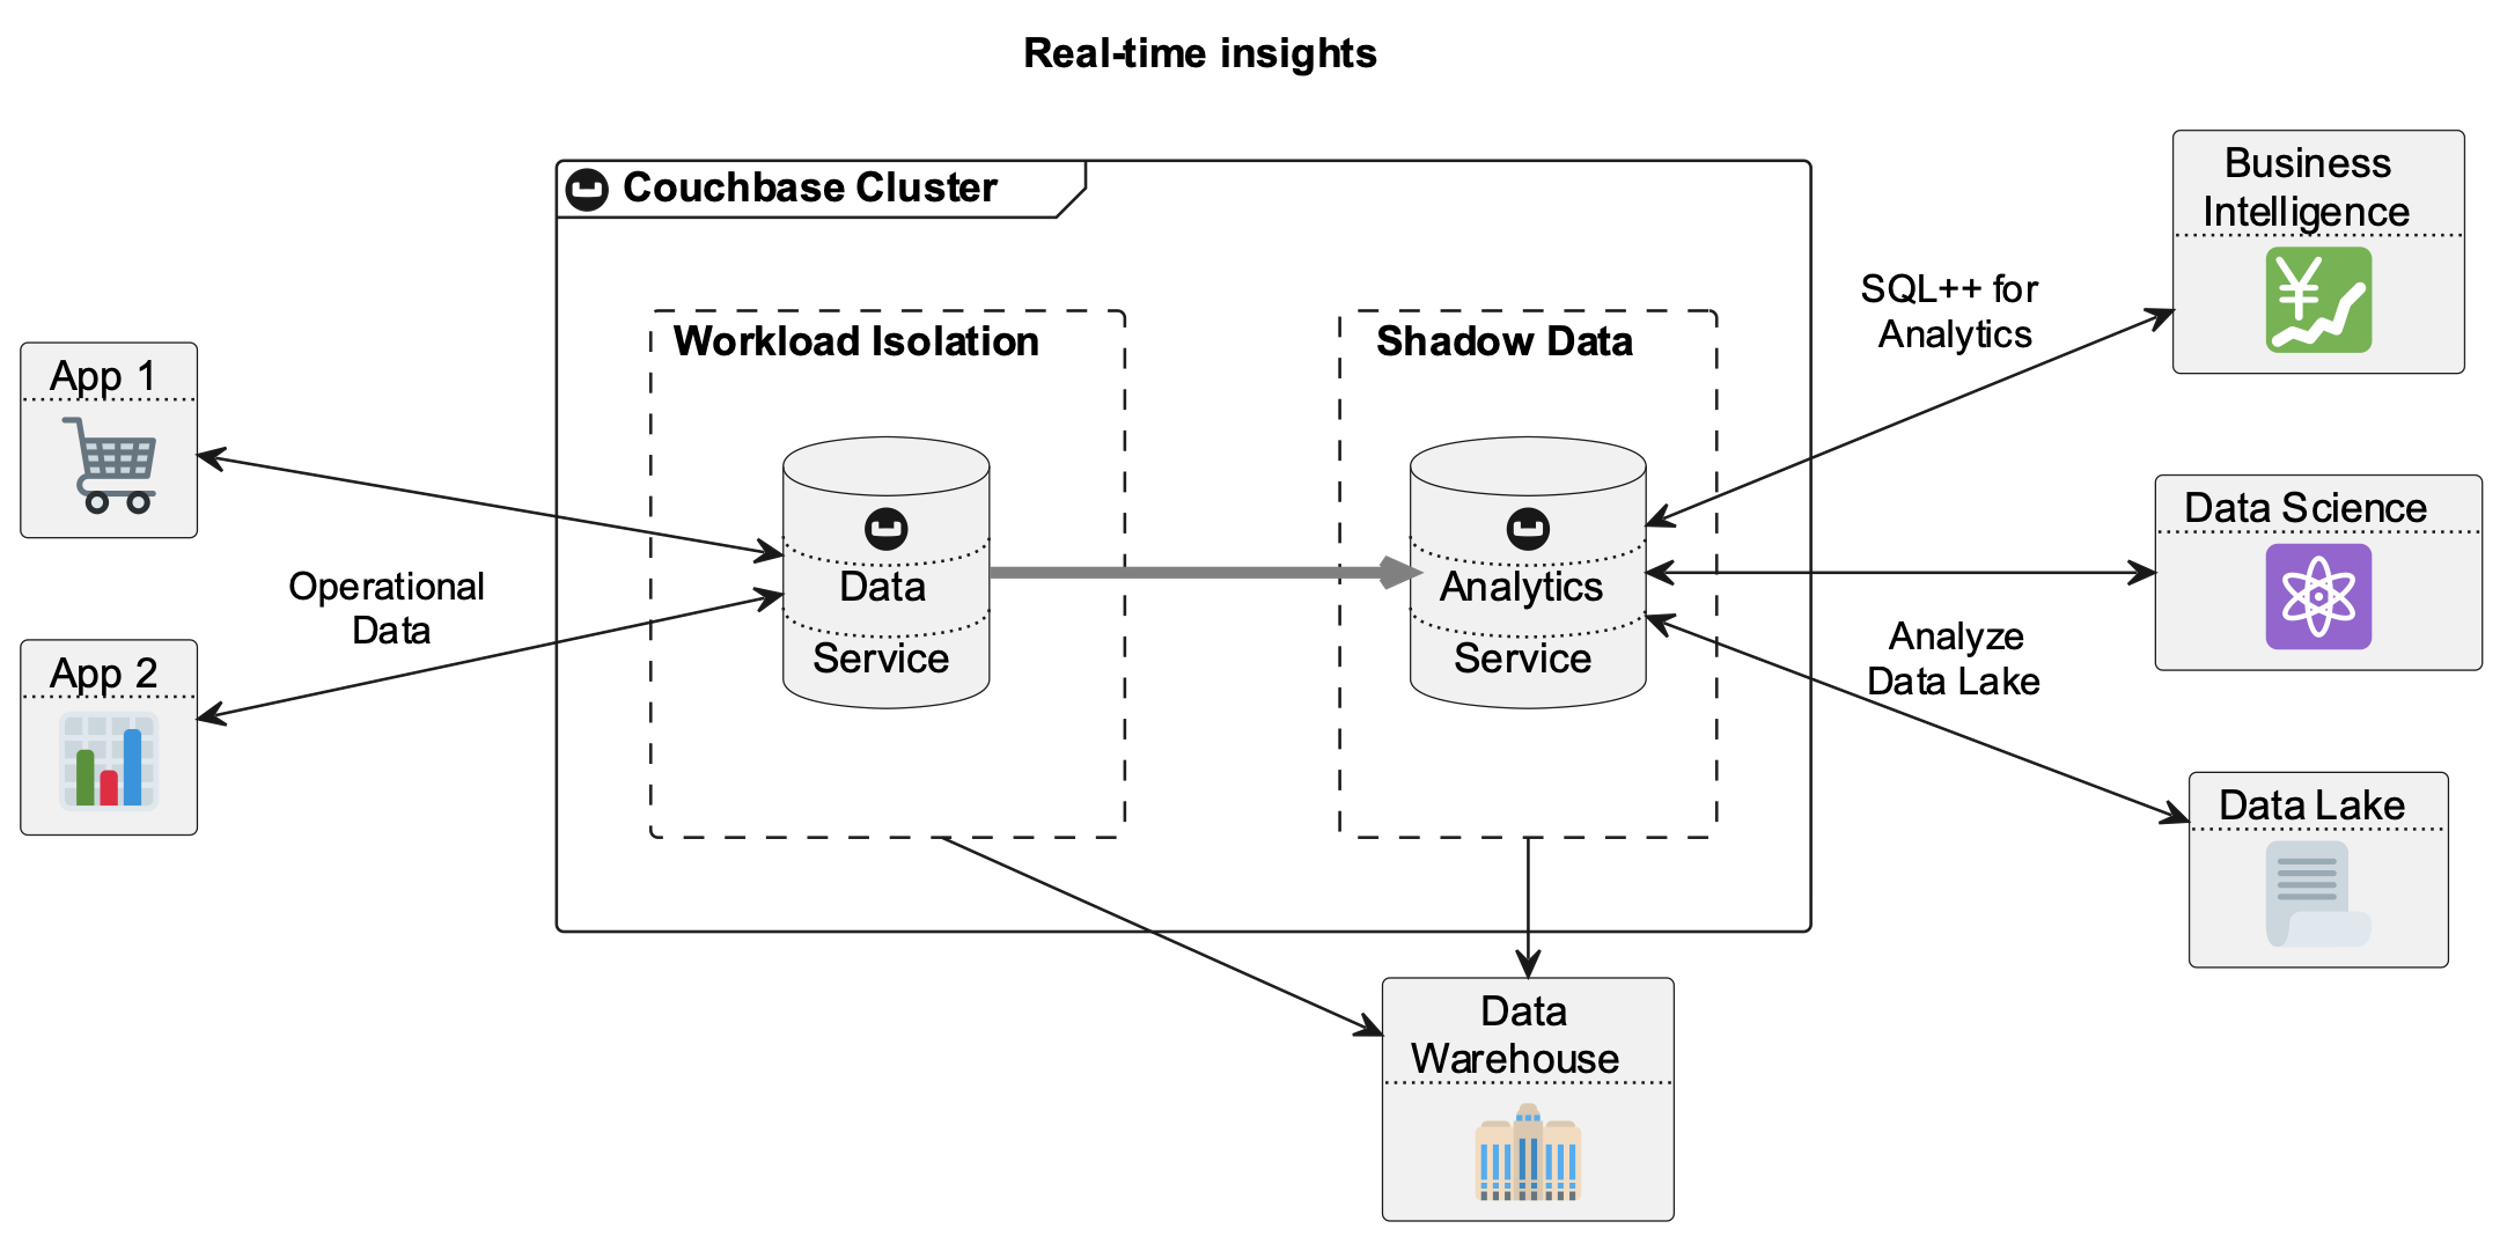 Real-time insights
Couchbase Cluster
Workload Isolation
Shadow Data
App 1
App 2
Operational
Data
Data
Service
Analytics
Service
SQL++ for
Analytics
Analyze
Data Lake
Business
Intelligence
Data Science
Data Lake
Data
Warehouse